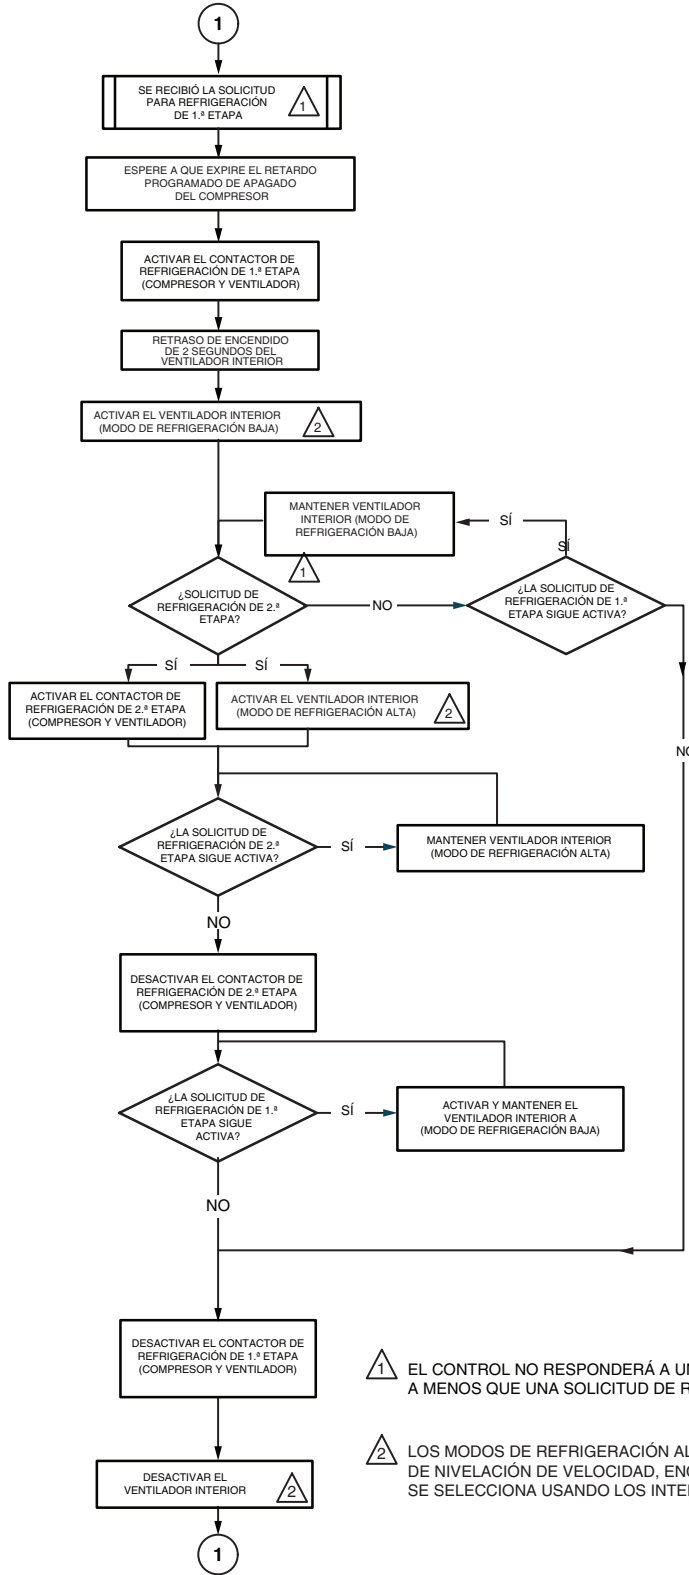 1
SE RECIBIÓ LA SOLICITUD
PARA REFRIGERACIÓN
DE 1.ª ETAPA
1
ESPERE A QUE EXPIRE EL RETARDO
PROGRAMADO DE APAGADO
DEL COMPRESOR
ACTIVAR EL CONTACTOR DE
REFRIGERACIÓN DE 1.ª ETAPA
(COMPRESOR Y VENTILADOR)
RETRASO DE ENCENDIDO
DE 2 SEGUNDOS DEL
VENTILADOR INTERIOR
ACTIVAR EL VENTILADOR INTERIOR
(MODO DE REFRIGERACIÓN BAJA)
2
MANTENER VENTILADOR
INTERIOR (MODO DE
REFRIGERACIÓN BAJA)
SÍ
SÍ
1
¿SOLICITUD DE
REFRIGERACIÓN DE 2.ª
ETAPA?
NO
¿LA SOLICITUD DE
REFRIGERACIÓN DE 1.ª
ETAPA SIGUE ACTIVA?
SÍ
SÍ
ACTIVAR EL CONTACTOR DE
REFRIGERACIÓN DE 2.ª ETAPA
(COMPRESOR Y VENTILADOR)
ACTIVAR EL VENTILADOR INTERIOR
(MODO DE REFRIGERACIÓN ALTA)
2
NO
¿LA SOLICITUD DE
REFRIGERACIÓN DE 2.ª
ETAPA SIGUE ACTIVA?
SÍ
MANTENER VENTILADOR INTERIOR
(MODO DE REFRIGERACIÓN ALTA)
NO
DESACTIVAR EL CONTACTOR DE
REFRIGERACIÓN DE 2.ª ETAPA
(COMPRESOR Y VENTILADOR)
¿LA SOLICITUD DE
REFRIGERACIÓN DE 1.ª
ETAPA SIGUE
ACTIVA?
SÍ
ACTIVAR Y MANTENER EL
VENTILADOR INTERIOR A
(MODO DE REFRIGERACIÓN BAJA)
NO
DESACTIVAR EL CONTACTOR DE
REFRIGERACIÓN DE 1.ª ETAPA
(COMPRESOR Y VENTILADOR)
1 EL CONTROL NO RESPONDERÁ A
A MENOS QUE UNA SOLICITUD DE
2 LOS MODOS DE REFRIGERACIÓN
DE NIVELACIÓN DE VELOCIDAD,
SE SELECCIONA USANDO LOS
DESACTIVAR EL
VENTILADOR INTERIOR
2
1